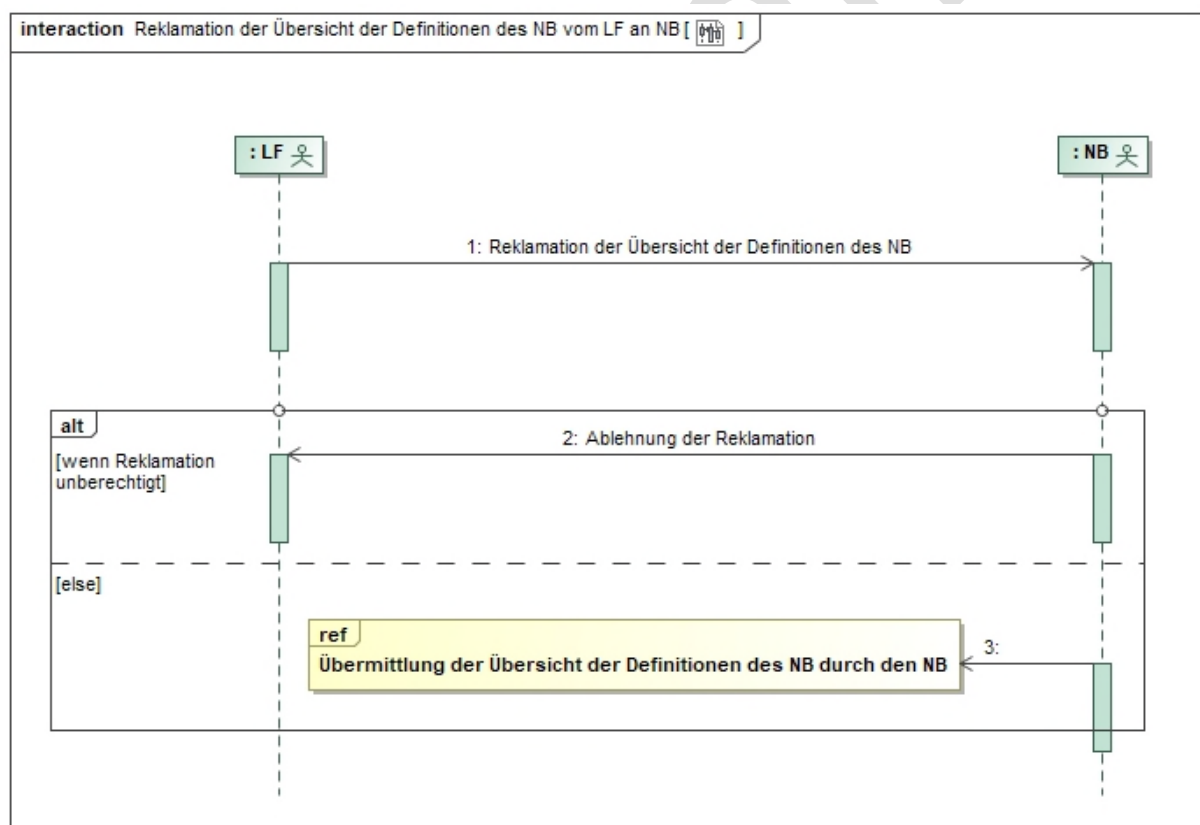 interaction Reklamation der Übersicht der Definitionen des NB vom LF an NB [ ]
: LF
: NB
1: Reklamation der Übersicht der Definitionen des NB
alt
2: Ablehnung der Reklamation
[wenn Reklamation
unberechtigt]
[else]
ref
3:
Übermittlung der Übersicht der Definitionen des NB durch den NB